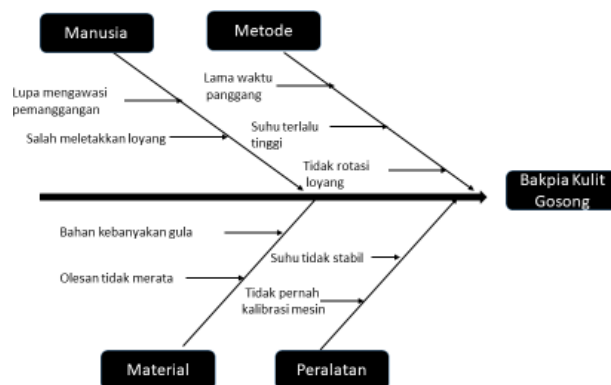 Manusia
Metode
Lupa mengawasi
pemanggangan
Salah meletakkan loyang
Lama waktu
panggang
Suhu terlalu
tinggi
Tidak rotasi
loyang
Bakpia Kulit
Gosong
Bahan kebanyakan gula
Olesan tidak merata
Suhu tidak stabil
Tidak pernah
kalibrasi mesin
Material
Peralatan